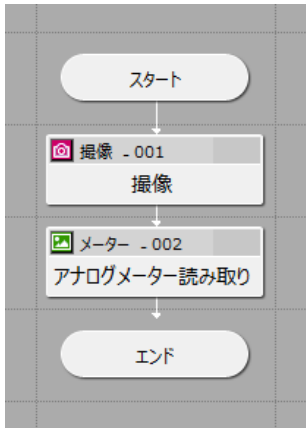 スタート
撮像 - 001
撮像
メーター - 002
アナログメーター読み取り
エンド